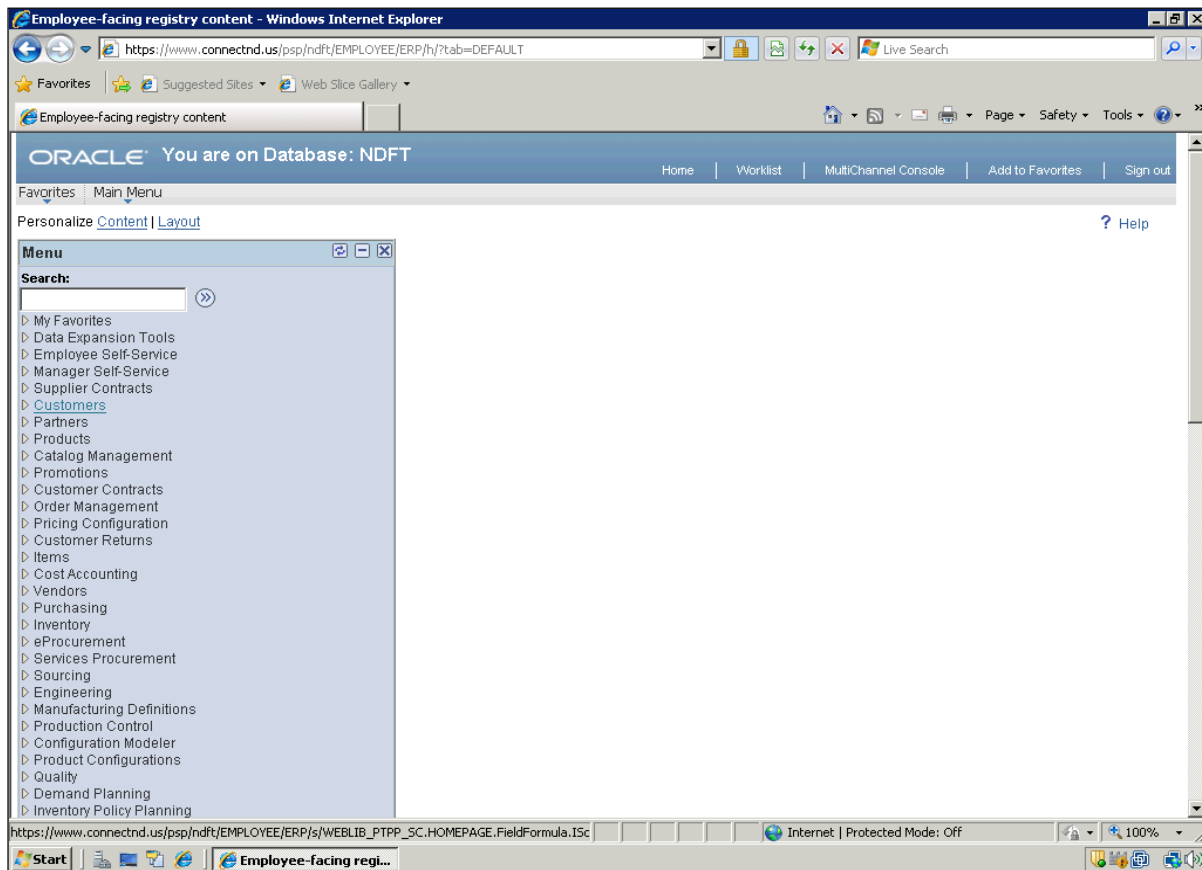 Employee-facing registry content - Windows Internet Explorer
https://www.connectnd.us/psp/ndft/EMPLOYEE/ERP/h/?tab=DEFAULT
Live Search
Favorites
Suggested Sites
Web Slice Gallery
Employee-facing registry content
Page
Safety
Tools
ORACLE You are on Database: NDFT
Home | Worklist | MultiChannel Console | Add to Favorites | Sign out
Favorites Main Menu
Personalize Content | Layout
? Help
Menu
Search:
My Favorites
Data Expansion Tools
Employee Self-Service
Manager Self-Service
Supplier Contracts
Customers
Partners
Products
Catalog Management
Promotions
Customer Contracts
Order Management
Pricing Configuration
Customer Returns
Items
Cost Accounting
Vendors
Purchasing
Inventory
eProcurement
Services Procurement
Sourcing
Engineering
Manufacturing Definitions
Production Control
Configuration Modeler
Product Configurations
Quality
Demand Planning
Inventory Policy Planning
https://www.connectnd.us/psp/ndft/EMPLOYEE/ERP/s/WEBLIB_PTPP_SC.HOMEPAGE.FieldFormula.ISc
Internet | Protected Mode: Off
100%
Start
Employee-facing regi...